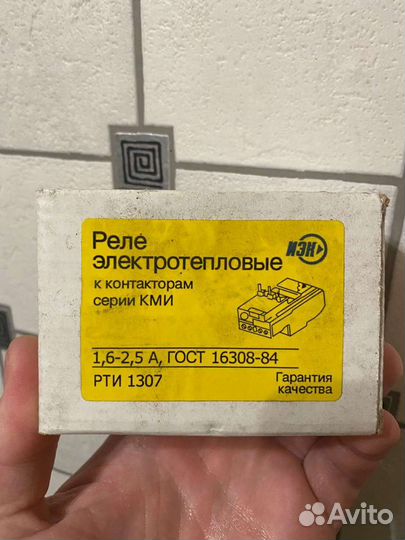 Реле
электротепловые
к контакторам
серии КМИ
ИЭК
1,6-2,5 А, ГОСТ 16308-84
РТИ 1307
Гарантия
качества
Avito